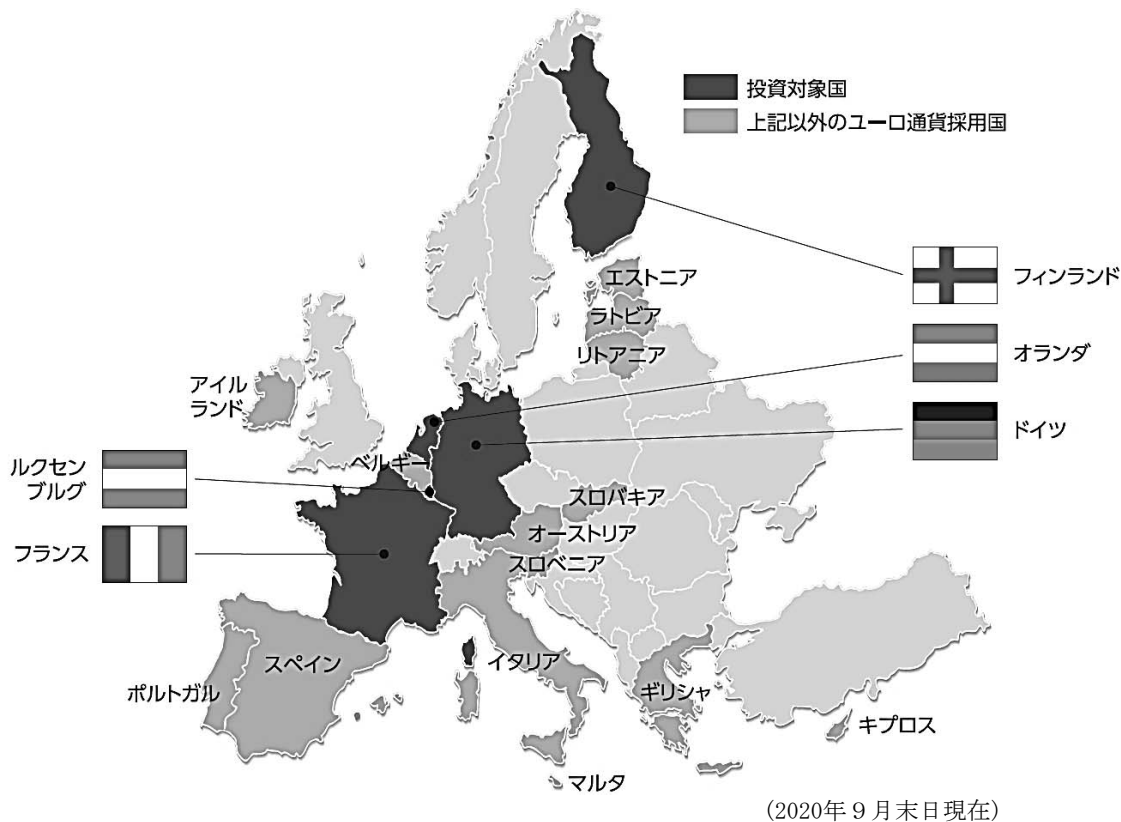 投資対象国
上記以外のユーロ通貨採用国
フィンランド
エストニア
ラトビア
リトアニア
オランダ
アイル
ランド
ドイツ
ベルギー
ルクセン
ブルグ
スロバキア
オーストリア
フランス
スロベニア
スペイン
イタリア
ポルトガル
ギリシャ
キプロス
マルタ
(2020年9月末日現在)